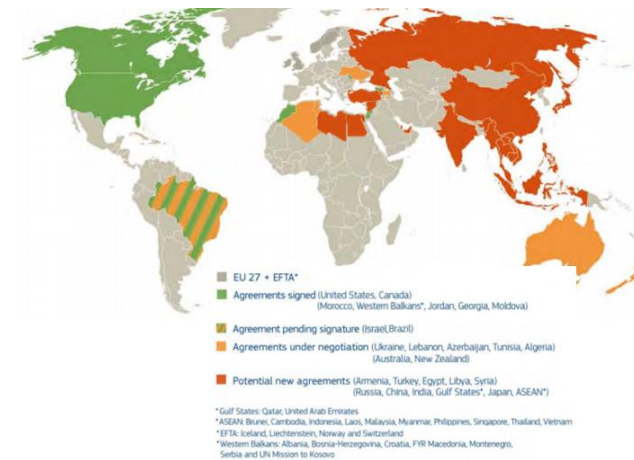 EU 27 + EFTA*
Agreements signed (United States, Canada)
(Morocco, Western Balkans*, Jordan, Georgia, Moldova)
Agreement pending signature (Israel,Brazil)
Agreements under negotiation (Ukraine, Lebanon, Azerbaijan, Tunisia, Algeria)
(Australia, New Zealand)
Potential new agreements (Armenia, Turkey, Egypt, Libya, Syria)
(Russia, China, India, Gulf States*, Japan, ASEAN*)
*Gulf States: Qatar, United Arab Emirates
*ASEAN: Brunei, Cambodia, Indonesia, Laos, Malaysia, Myanmar, Philippines, Singapore, Thailand, Vietnam
*EFTA: Iceland, Liechtenstein, Norway and Switzerland
*Western Balkans: Albania, Bosnia-Herzegovina, Croatia, FYR Macedonia, Montenegro,
Serbia and UN Mission to Kosovo